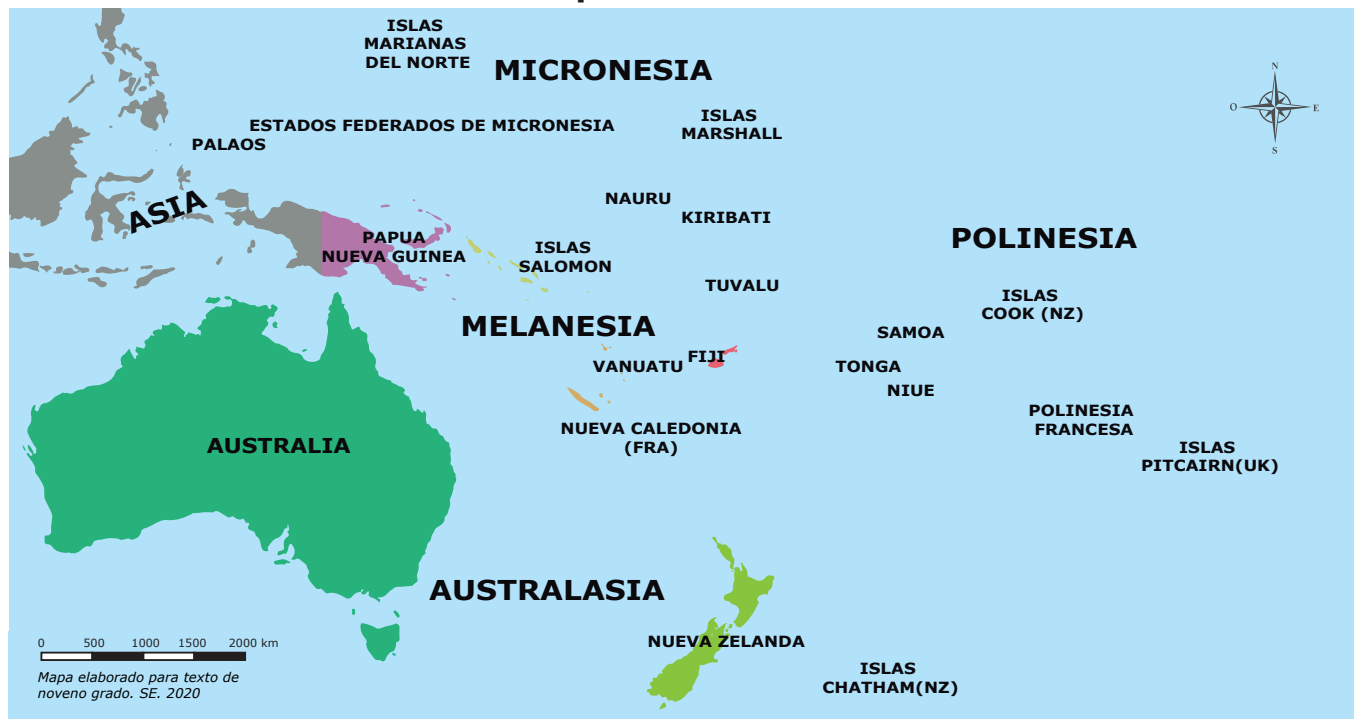 ISLAS
MARIANAS
DEL NORTE
MICRONESIA
N
O
E
S
ESTADOS FEDERADOS DE MICRONESIA
ISLAS
MARSHALL
PALAOS
ASIA
NAURU
KIRIBATI
PAPUA
NUEVA GUINEA
ISLAS
SALOMON
POLINESIA
TUVALU
ISLAS
COOK (NZ)
MELANESIA
SAMOA
VANUATU
FIJI
TONGA
NIUE
POLINESIA
FRANCESA
AUSTRALIA
NUEVA CALEDONIA
(FRA)
ISLAS
PITCAIRN(UK)
AUSTRALASIA
NUEVA ZELANDA
ISLAS
CHATHAM(NZ)
0 500 1000 1500 2000 km
Mapa elaborado para texto de
noveno grado. SE. 2020